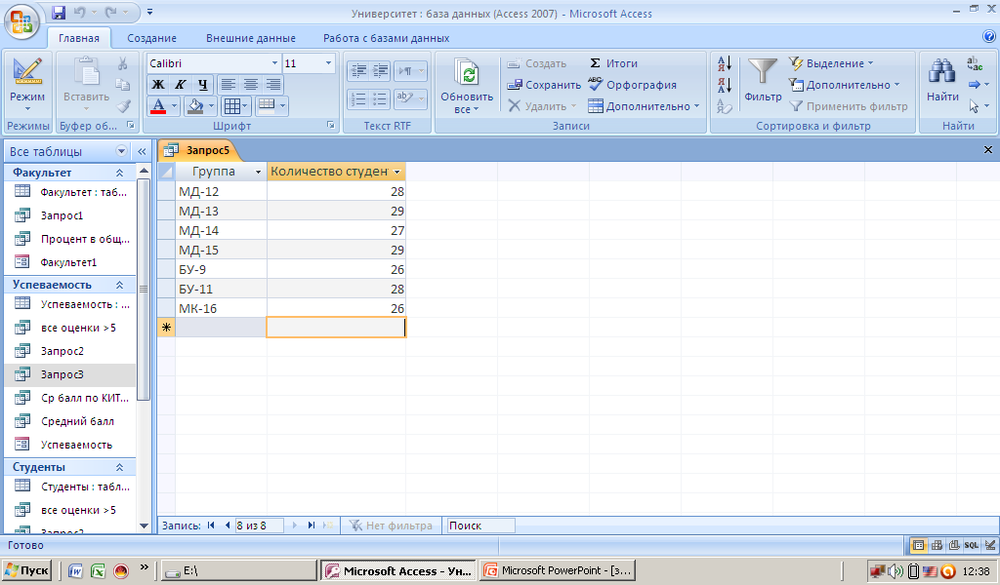 Университет : база данных (Access 2007) - Microsoft Access
Главная Создание Внешние данные Работа с базами данных
Режим
Режимы
Вставить
Буфер об...
Calibri 11
Ж К Ч
Шрифт
Текст RTF
Обновить все
Создать
Сохранить
Удалить
Σ Итоги
ABC Орфография
Дополнительно
Записи
Фильтр
Выделение
Дополнительно
Применить фильтр
Сортировка и фильтр
Найти
Найти
Все таблицы
Факультет
Факультет : таб...
Запрос1
Процент в общ...
Факультет1
Успеваемость
Успеваемость : ...
все оценки >5
Запрос2
Запрос3
Ср балл по КИТ...
Средний балл
Успеваемость
Студенты
Студенты : табл...
все оценки >5
Запрос2
Запрос5
Группа Количество студен
МД-12 28
МД-13 29
МД-14 27
МД-15 29
БУ-9 26
БУ-11 28
МК-16 26
Запись: 8 из 8 Нет фильтра Поиск
Готово SQL
Пуск » E:\ Microsoft Access - Ун... Microsoft PowerPoint - [з... 12:38